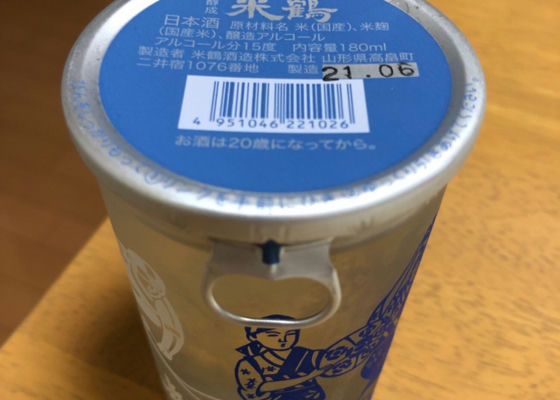 醸成
米鶴
日本酒 原材料名 米(国産)、米麹
(国産米)、醸造アルコール
アルコール分15度 内容量180ml
製造者 米鶴酒造株式会社 山形県高畠町
二井宿1076番地 製造 21.06
4 951046 221026
お酒は20歳になってから。